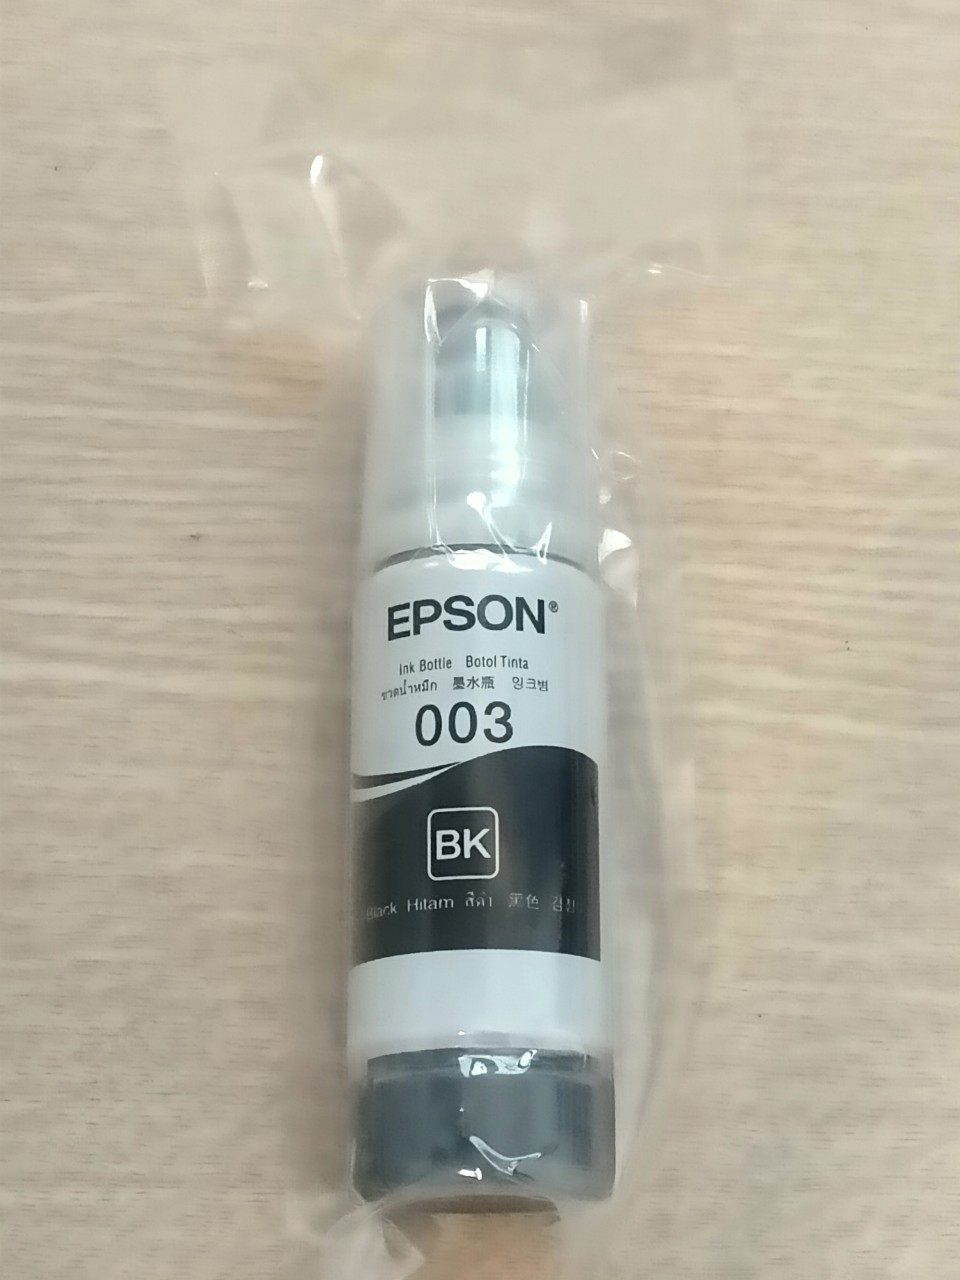 EPSON®
Ink Bottle Botol Tinta
ขวดน้ำหมึก 墨水瓶 잉크병
003
BK
Black Hitam สีดำ 黑色 검정